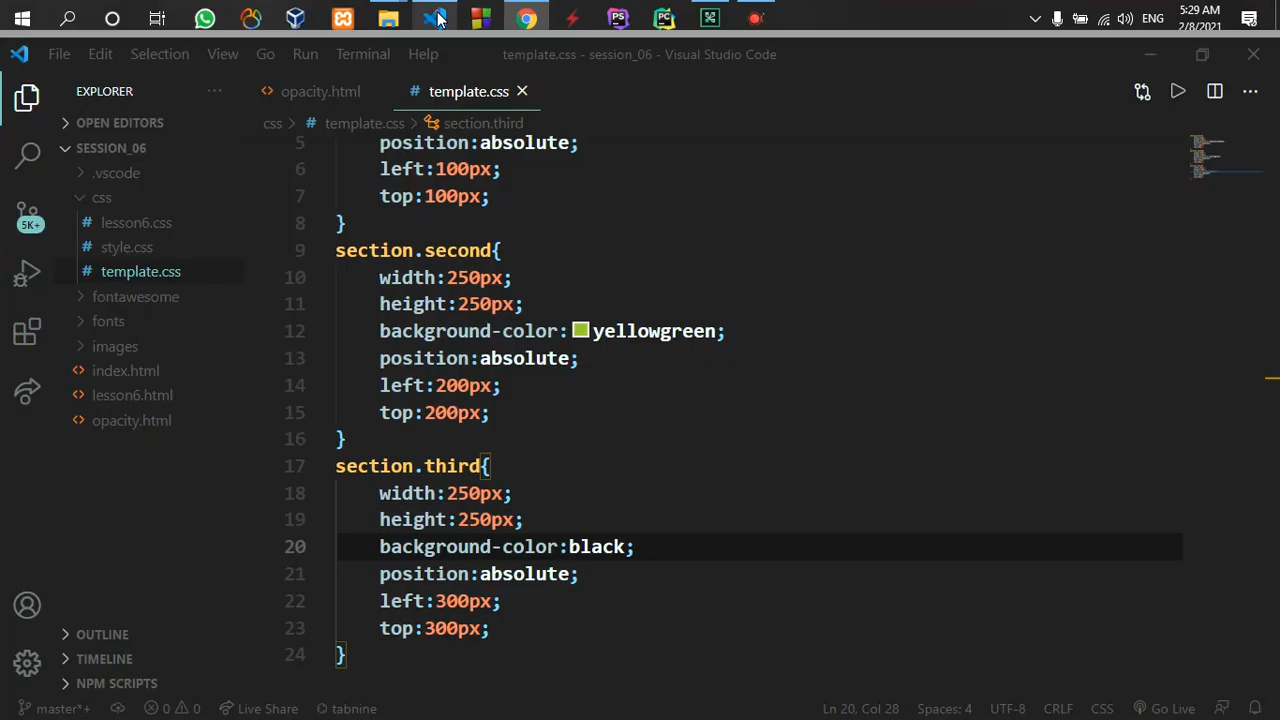 5:29 AM
ENG
2/8/2021
File Edit Selection View Go Run Terminal Help
template.css - session_06 - Visual Studio Code
EXPLORER
opacity.html
# template.css
OPEN EDITORS
css > # template.css > section.third
SESSION_06
.vscode
css
# lesson6.css
# style.css
# template.css
fontawesome
fonts
images
index.html
lesson6.html
opacity.html
5K+
5 position:absolute;
6 left:100px;
7 top:100px;
8 }
9 section.second{
10 width:250px;
11 height:250px;
12 background-color:yellowgreen;
13 position:absolute;
14 left:200px;
15 top:200px;
16 }
17 section.third{
18 width:250px;
19 height:250px;
20 background-color:black;
21 position:absolute;
22 left:300px;
23 top:300px;
24 }
OUTLINE
TIMELINE
NPM SCRIPTS
master*+ 0 0 Live Share tabnine Ln 20, Col 28 Spaces: 4 UTF-8 CRLF CSS Go Live